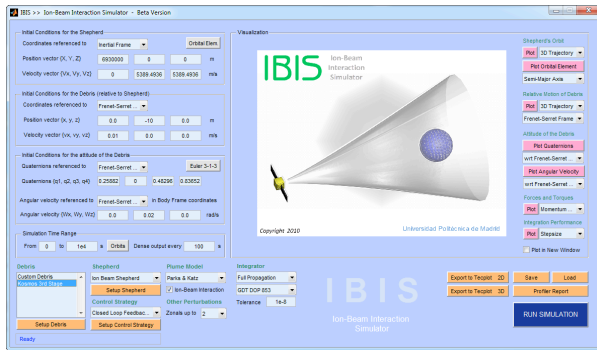 IBIS >> Ion-Beam Interaction Simulator - Beta Version
Initial Conditions for the Shepherd
Coordinates referenced to Inertial Frame Orbital Elem
Position vector (X, Y, Z) 6930000 0 0 m
Velocity vector (Vx, Vy, Vz) 0 5389.4936 5389.4936 m/s
Initial Conditions for the Debris (relative to Shepherd)
Coordinates referenced to Frenet-Serret ...
Position vector (x, y, z) 0.0 -10 0.0 m
Velocity vector (vx, vy, vz) 0.01 0.0 0.0 m/s
Initial Conditions for the attitude of the Debris
Quaternions referenced to Frenet-Serret ... Euler 3-1-3
Quaternions (q1, q2, q3, q4) 0.25882 0 0.48296 0.83652
Angular velocity referenced to Frenet-Serret ... in Body Frame coordinates
Angular velocity (Wx, Wy, Wz) 0.0 0.02 0.0 rad/s
Simulation Time Range
From 0 to 1e4 s Orbits Dense output every 100 s
Visualization
IBIS Ion-Beam
Interaction
Simulator
Copyright 2010 Universidad Politécnica de Madrid
Shepherd's Orbit
Plot 3D Trajectory
Plot Orbital Element
Semi-Major Axis
Relative Motion of Debris
Plot 3D Trajectory
Frenet-Serret Frame
Attitude of the Debris
Plot Quaternions
wrt Frenet-Serret ...
Plot Angular Velocity
wrt Frenet-Serret ...
Forces and Torques
Plot Momentum ...
Integration Performance
Plot Stepsize
Plot in New Window
Debris
Custom Debris
Kosmos 3rd Stage
Setup Debris
Ready
Shepherd
Ion Beam Shepherd
Setup Shepherd
Control Strategy
Closed Loop Feedbac...
Setup Control Strategy
Plume Model
Parks & Katz
Ion-Beam Interaction
Other Perturbations
Zonals up to 2
Integrator
Full Propagation
GDT DOP 853
Tolerance 1e-8
IBIS
Ion-Beam Interaction
Simulator
Export to Tecplot 2D
Export to Tecplot 3D
Save Load
Profiler Report
RUN SIMULATION